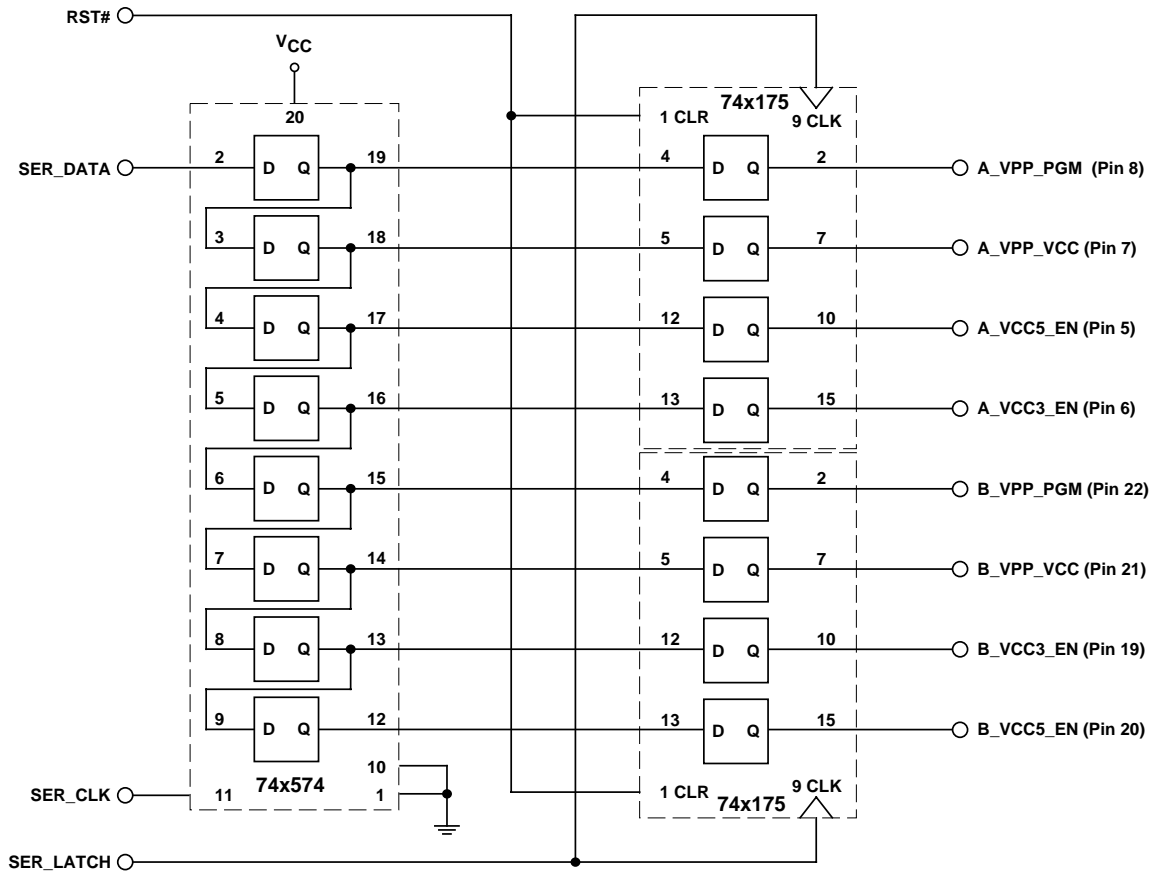 RST#
VCC
20
74x175
1 CLR
9 CLK
SER_DATA
2
D Q
19
4
D Q
2
A_VPP_PGM (Pin 8)
3
D Q
18
5
D Q
7
A_VPP_VCC (Pin 7)
4
D Q
17
12
D Q
10
A_VCC5_EN (Pin 5)
5
D Q
16
13
D Q
15
A_VCC3_EN (Pin 6)
6
D Q
15
4
D Q
2
B_VPP_PGM (Pin 22)
7
D Q
14
5
D Q
7
B_VPP_VCC (Pin 21)
8
D Q
13
12
D Q
10
B_VCC3_EN (Pin 19)
9
D Q
12
13
D Q
15
B_VCC5_EN (Pin 20)
10
74x574
SER_CLK
11
1
1 CLR
74x175
9 CLK
SER_LATCH